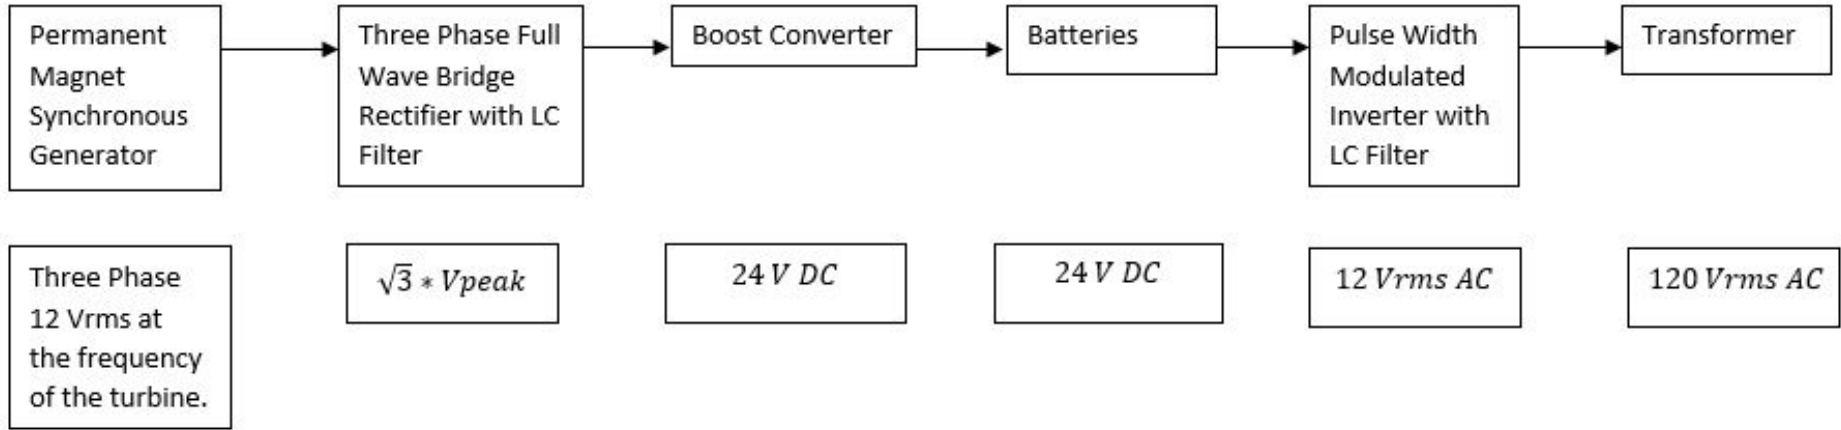 Permanent
Magnet
Synchronous
Generator
Three Phase Full
Wave Bridge
Rectifier with LC
Filter
Boost Converter
Batteries
Pulse Width
Modulated
Inverter with
LC Filter
Transformer
Three Phase
12 Vrms at
the frequency
of the turbine.
√3 ∗ Vpeak
24 V DC
24 V DC
12 Vrms AC
120 Vrms AC